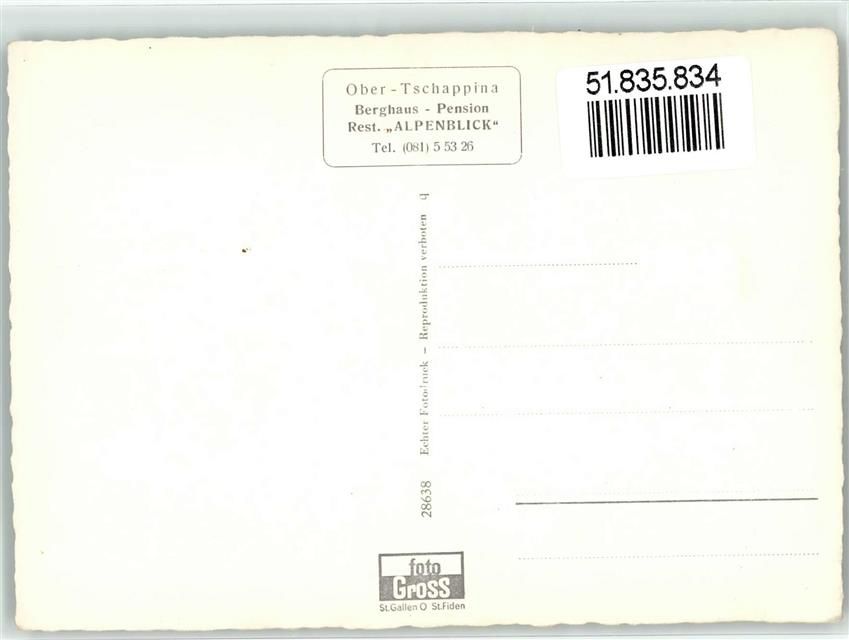 Ober - Tschappina
Berghaus - Pension
Rest. „ALPENBLICK“
Tel. (081) 5 53 26
51.835.834
28638 Echter Fotodruck – Reproduktion verboten q
foto
Gross
St.Gallen O St.Fiden